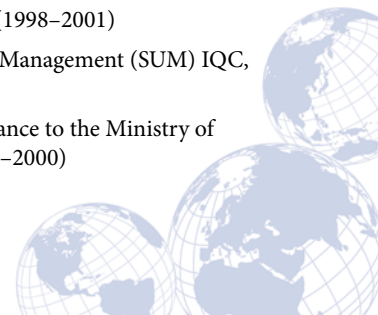 1998–2001)
Management (SUM) IQC,
ance to the Ministry of
–2000)